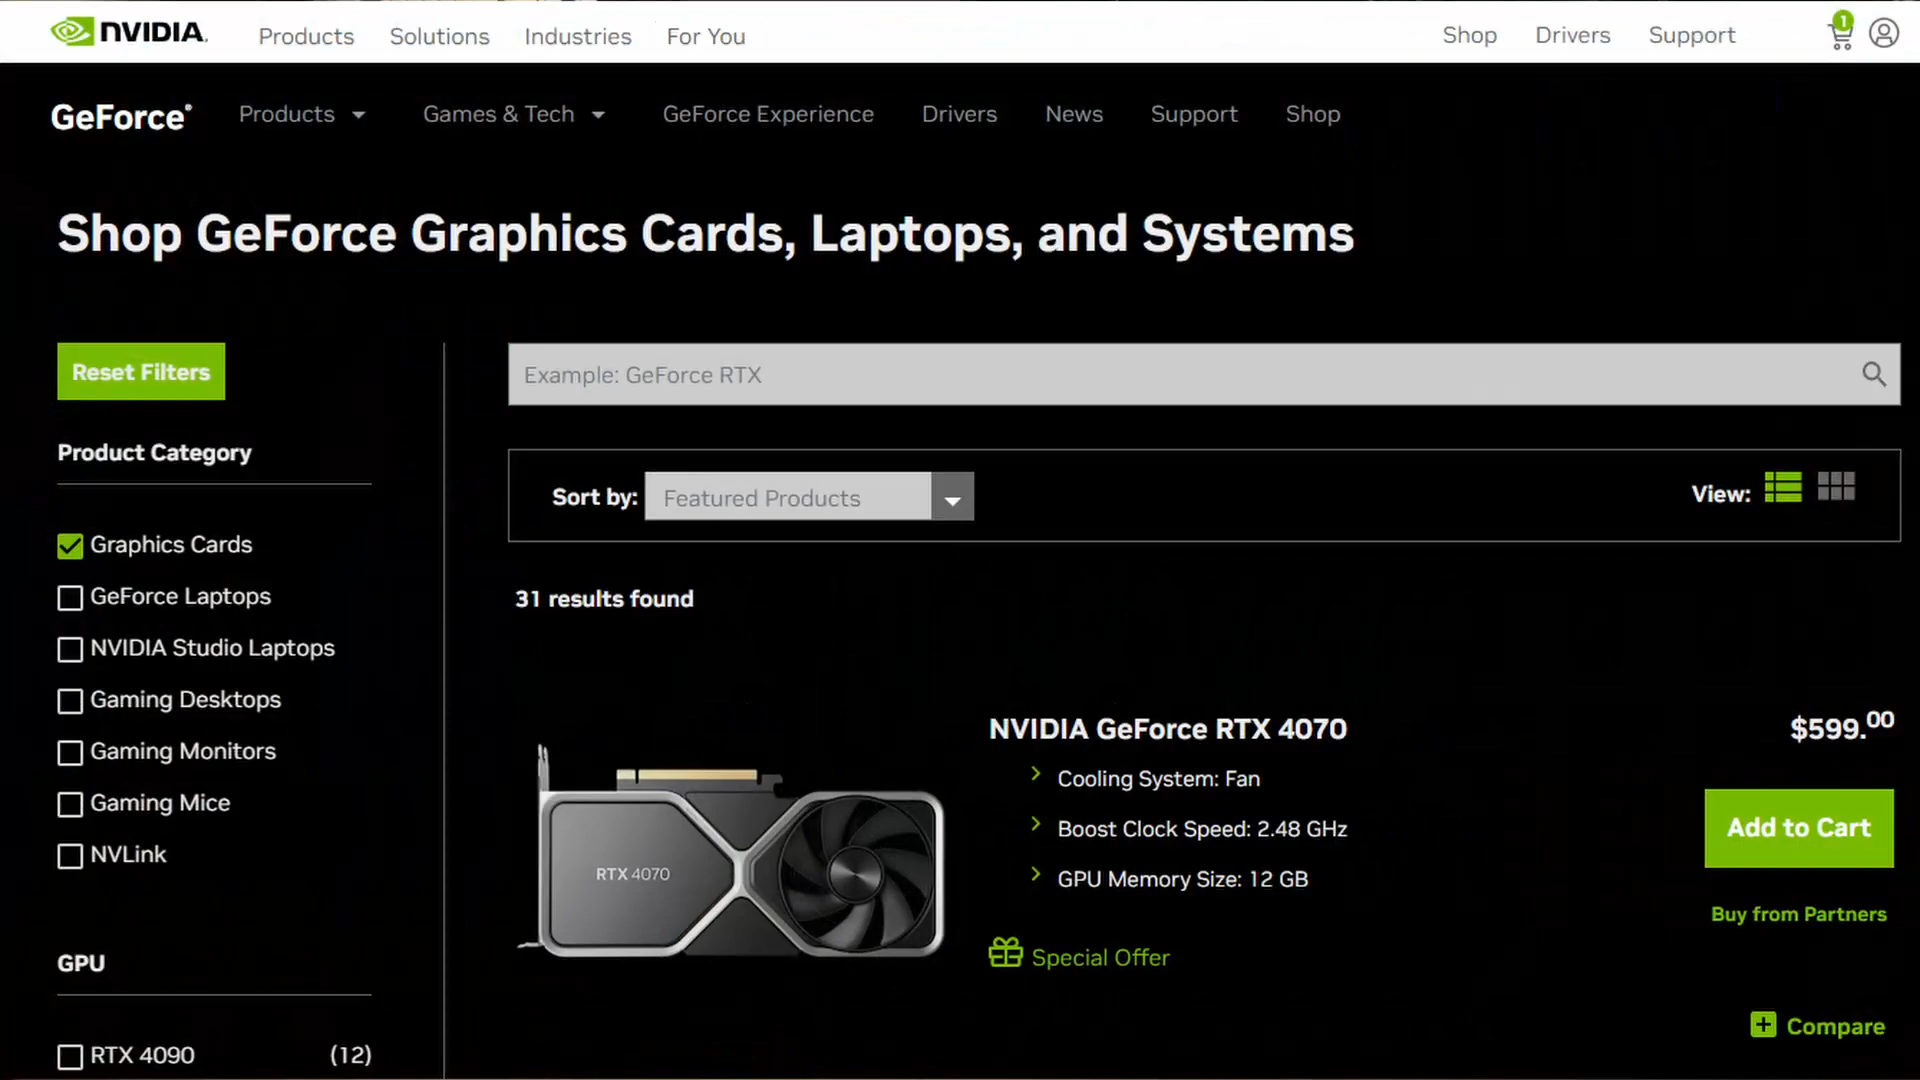 NVIDIA.
Products Solutions Industries For You Shop Drivers Support 1
GeForce® Products Games & Tech GeForce Experience Drivers News Support Shop
Shop GeForce Graphics Cards, Laptops, and Systems
Reset Filters
Product Category
Graphics Cards
GeForce Laptops
NVIDIA Studio Laptops
Gaming Desktops
Gaming Monitors
Gaming Mice
NVLink
GPU
RTX 4090 (12)
Example: GeForce RTX
Sort by: Featured Products View:
31 results found
RTX 4070
NVIDIA GeForce RTX 4070
Cooling System: Fan
Boost Clock Speed: 2.48 GHz
GPU Memory Size: 12 GB
Special Offer
$599.00
Add to Cart
Buy from Partners
Compare